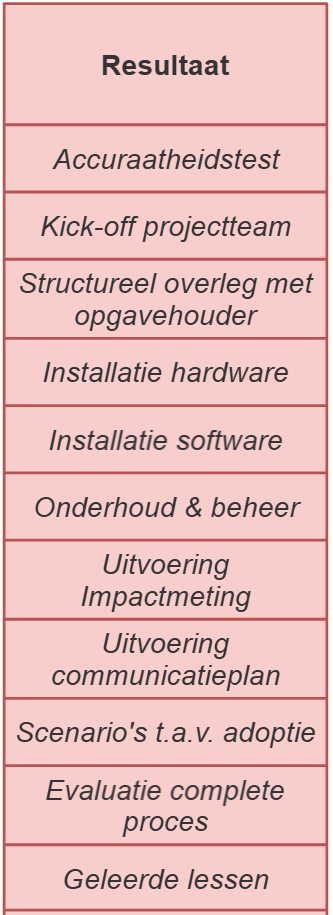 Resultaat
Accuraatheidstest
Kick-off projectteam
Structureel overleg met
opgavehouder
Installatie hardware
Installatie software
Onderhoud & beheer
Uitvoering
Impactmeting
Uitvoering
communicatieplan
Scenario's t.a.v. adoptie
Evaluatie complete
proces
Geleerde lessen